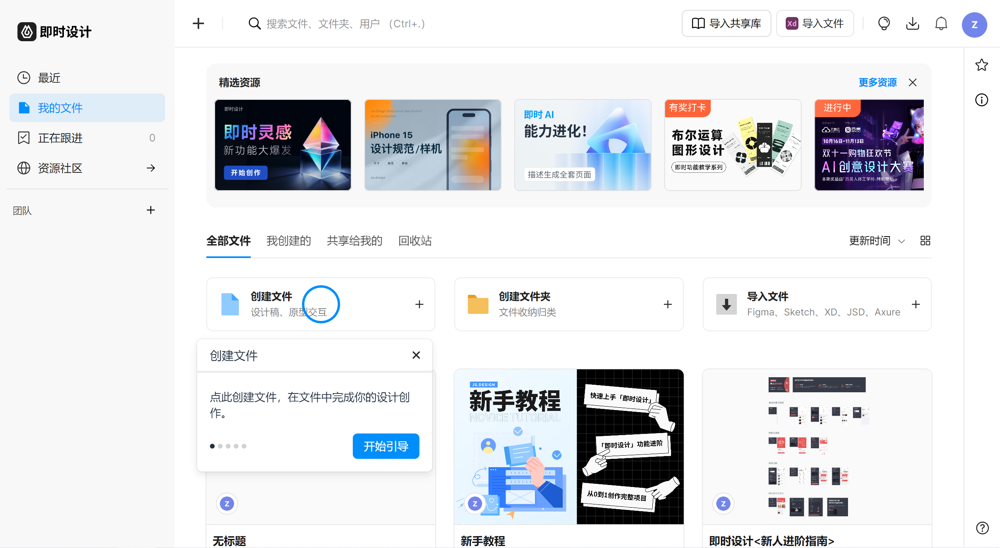 即时设计
最近
我的文件
正在跟进
0
资源社区
团队
搜索文件、文件夹、用户 （Ctrl+.）
导入共享库
Xd 导入文件
Z
精选资源
更多资源
即时设计
即时灵感
新功能大爆发
开始创作
ios Design Dimensional Specification
by xier production
iPhone 15
设计规范/样机
尺寸 规范 样机
Js.design
即时 AI
能力进化！
描述生成全套页面
有奖打卡
布尔运算
图形设计
即时功能教学系列
进行中
10月16日~11月13日
双十一购物狂欢节
AI创意设计大赛
本期奖品由「西昊人体工学椅」特别赞助
全部文件
我创建的
共享给我的
回收站
更新时间
创建文件
设计稿、原型交互
创建文件夹
文件收纳归类
导入文件
Figma、Sketch、XD、JSD、Axure
创建文件
点此创建文件，在文件中完成你的设计创
作。
开始引导
Z
无标题
JS.DESIGN
新手教程
NOVICE TUTORIAL
快速上手「即时设计」
「即时设计」功能进阶
从0到1创作完整项目
Z
新手教程
Z
即时设计<新人进阶指南>